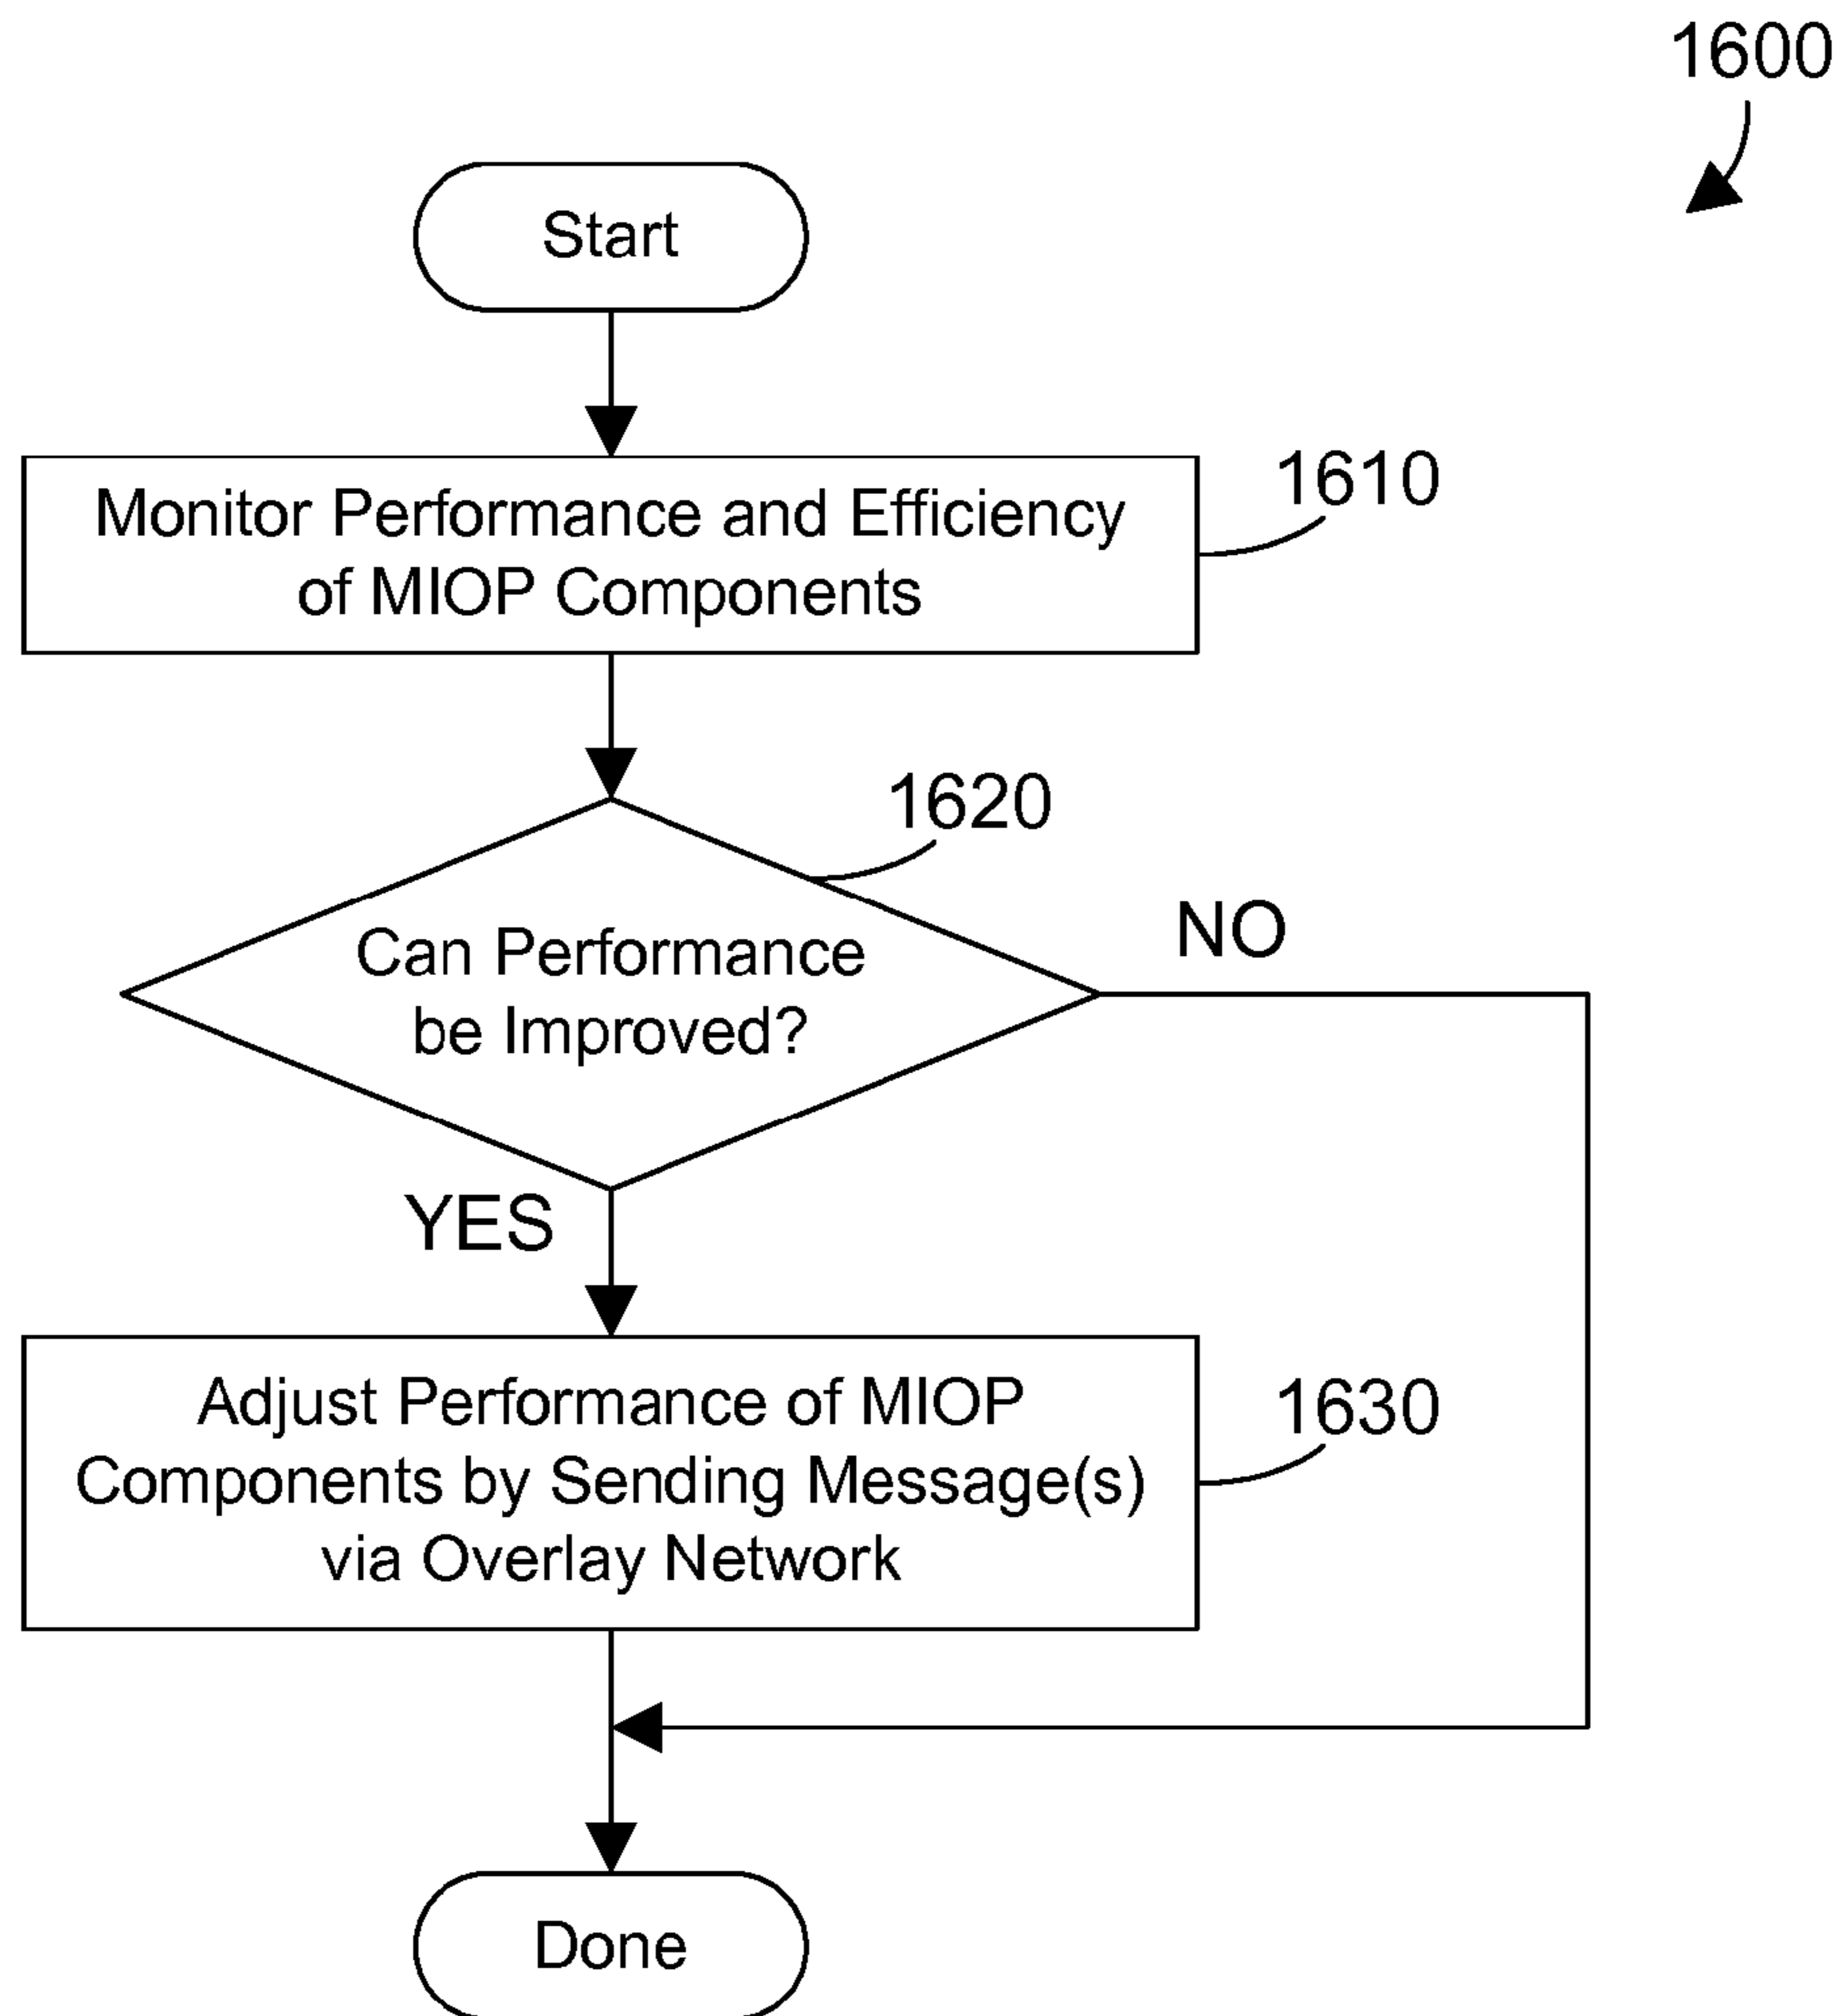 1600
Start
Monitor Performance and Efficiency
of MIOP Components
1610
1620
Can Performance
be Improved?
NO
YES
Adjust Performance of MIOP
Components by Sending Message(s)
via Overlay Network
1630
Done